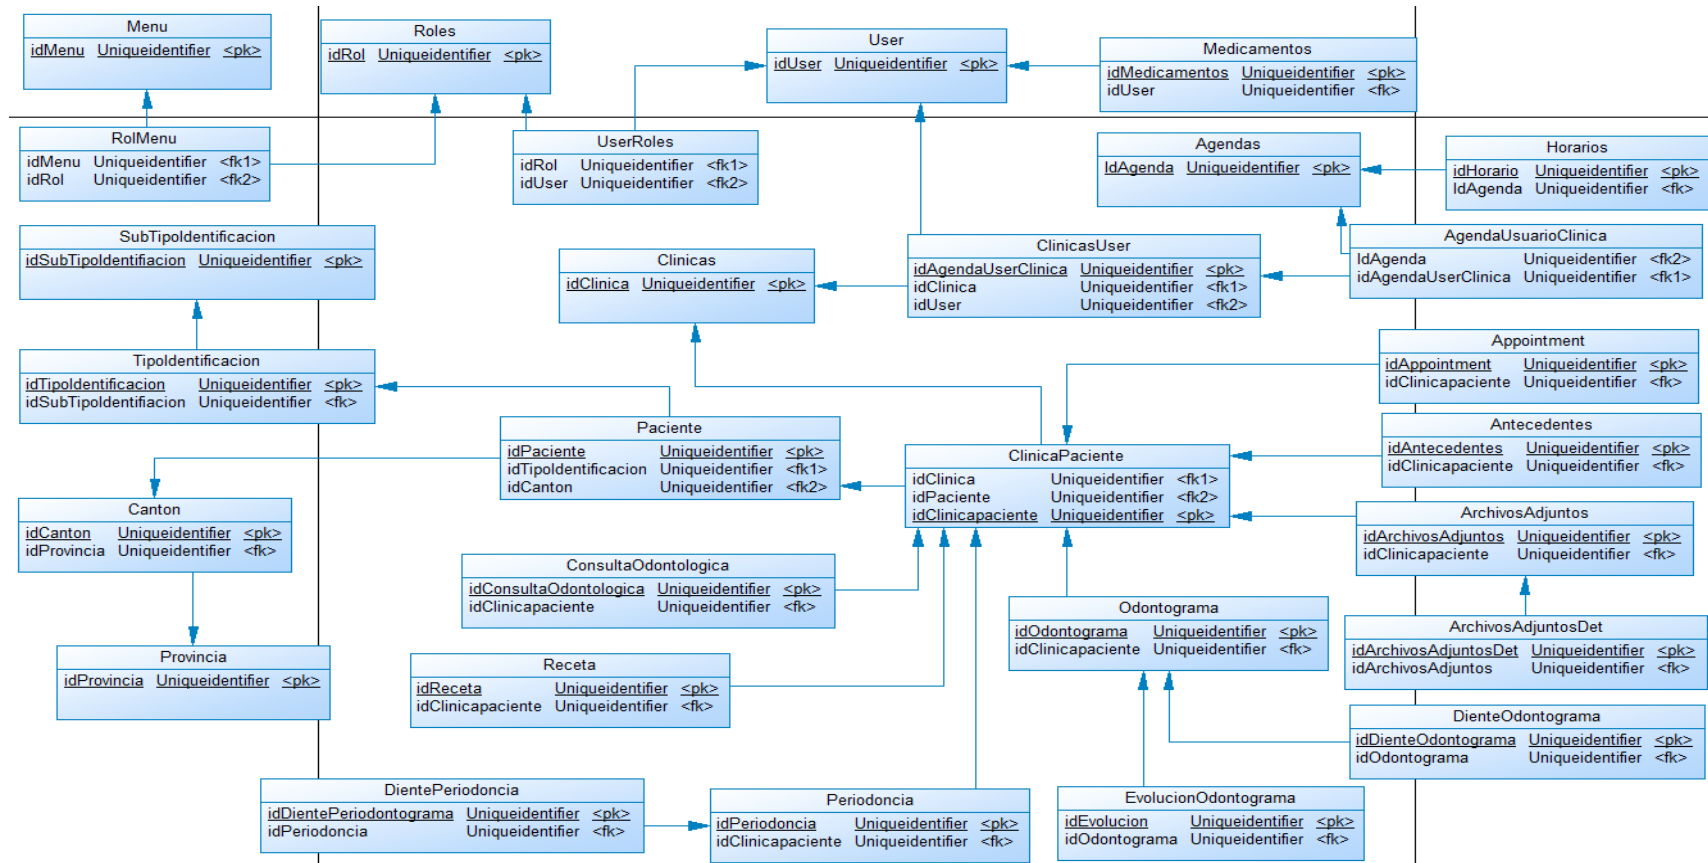 Menu
idMenu Uniqueidentifier <pk>
Roles
idRol Uniqueidentifier <pk>
User
idUser Uniqueidentifier <pk>
Medicamentos
idMedicamentos Uniqueidentifier <pk>
idUser Uniqueidentifier <fk>
RolMenu
idMenu Uniqueidentifier <fk1>
idRol Uniqueidentifier <fk2>
UserRoles
idRol Uniqueidentifier <fk1>
idUser Uniqueidentifier <fk2>
Agendas
IdAgenda Uniqueidentifier <pk>
Horarios
idHorario Uniqueidentifier <pk>
IdAgenda Uniqueidentifier <fk>
SubTipoIdentificacion
idSubTipoIdentifiacion Uniqueidentifier <pk>
Clinicas
idClinica Uniqueidentifier <pk>
ClinicasUser
idAgendaUserClinica Uniqueidentifier <pk>
idClinica Uniqueidentifier <fk1>
idUser Uniqueidentifier <fk2>
AgendaUsuarioClinica
IdAgenda Uniqueidentifier <fk2>
idAgendaUserClinica Uniqueidentifier <fk1>
TipoIdentificacion
idTipoIdentificacion Uniqueidentifier <pk>
idSubTipoIdentifiacion Uniqueidentifier <fk>
Appointment
idAppointment Uniqueidentifier <pk>
idClinicapaciente Uniqueidentifier <fk>
Paciente
idPaciente Uniqueidentifier <pk>
idTipoIdentificacion Uniqueidentifier <fk1>
idCanton Uniqueidentifier <fk2>
ClinicaPaciente
idClinica Uniqueidentifier <fk1>
idPaciente Uniqueidentifier <fk2>
idClinicapaciente Uniqueidentifier <pk>
Antecedentes
idAntecedentes Uniqueidentifier <pk>
idClinicapaciente Uniqueidentifier <fk>
Canton
idCanton Uniqueidentifier <pk>
idProvincia Uniqueidentifier <fk>
ArchivosAdjuntos
idArchivosAdjuntos Uniqueidentifier <pk>
idClinicapaciente Uniqueidentifier <fk>
ConsultaOdontologica
idConsultaOdontologica Uniqueidentifier <pk>
idClinicapaciente Uniqueidentifier <fk>
Odontograma
idOdontograma Uniqueidentifier <pk>
idClinicapaciente Uniqueidentifier <fk>
ArchivosAdjuntosDet
idArchivosAdjuntosDet Uniqueidentifier <pk>
idArchivosAdjuntos Uniqueidentifier <fk>
Provincia
idProvincia Uniqueidentifier <pk>
Receta
idReceta Uniqueidentifier <pk>
idClinicapaciente Uniqueidentifier <fk>
DienteOdontograma
idDienteOdontograma Uniqueidentifier <pk>
idOdontograma Uniqueidentifier <fk>
DientePeriodoncia
idDientePeriodontograma Uniqueidentifier <pk>
idPeriodoncia Uniqueidentifier <fk>
Periodoncia
idPeriodoncia Uniqueidentifier <pk>
idClinicapaciente Uniqueidentifier <fk>
EvolucionOdontograma
idEvolucion Uniqueidentifier <pk>
idOdontograma Uniqueidentifier <fk>